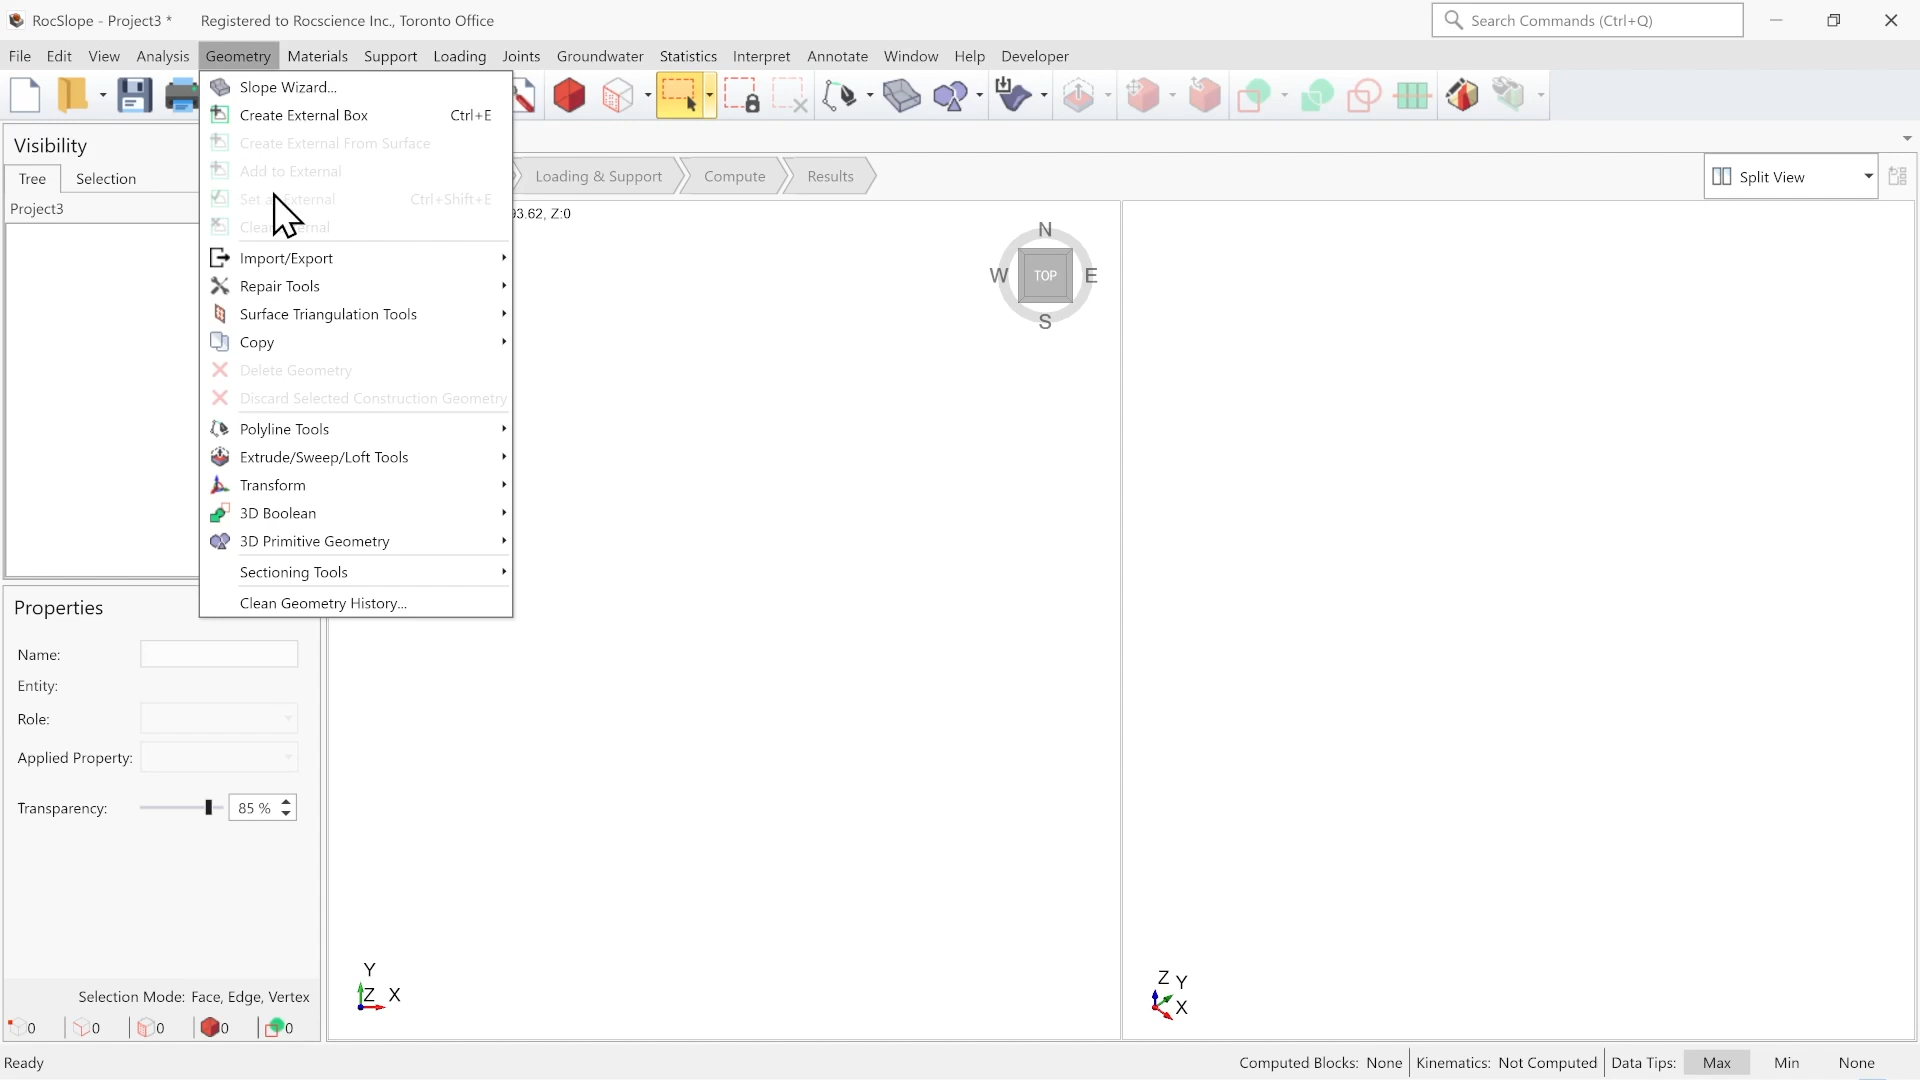 RocSlope - Project3 * Registered to Rocscience Inc., Toronto Office Search Commands (Ctrl+Q)
File Edit View Analysis Geometry Materials Support Loading Joints Groundwater Statistics Interpret Annotate Window Help Developer
Slope Wizard...
Create External Box Ctrl+E
Create External From Surface
Add to External
Ctrl+Shift+E
Import/Export
Repair Tools
Surface Triangulation Tools
Copy
Delete Geometry
Discard Selected Construction Geometry
Polyline Tools
Extrude/Sweep/Loft Tools
Transform
3D Boolean
3D Primitive Geometry
Sectioning Tools
Clean Geometry History...
Visibility
Tree Selection
Project3
Loading & Support Compute Results
Split View
93.62, Z:0
N
W TOP E
S
Properties
Name:
Entity:
Role:
Applied Property:
Transparency: 85 %
Selection Mode: Face, Edge, Vertex
0 0 0 0 0
Y
Z X
Z Y
X
Ready
Computed Blocks: None Kinematics: Not Computed Data Tips: Max Min None